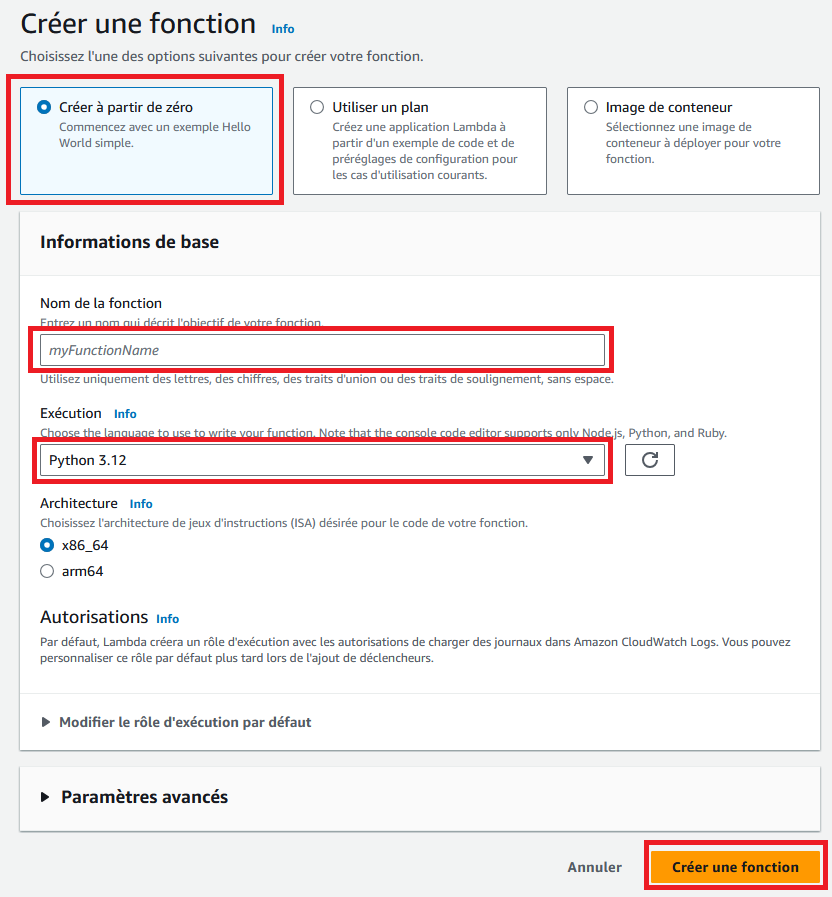 Créer une fonction Info
Choisissez l'une des options suivantes pour créer votre fonction.
Créer à partir de zéro
Commencez avec un exemple Hello
World simple.
Utiliser un plan
Créez une application Lambda à
partir d'un exemple de code et de
préréglages de configuration pour
les cas d'utilisation courants.
Image de conteneur
Sélectionnez une image de
conteneur à déployer pour votre
fonction.
Informations de base
Nom de la fonction
Entrez un nom qui décrit l'objectif de votre fonction.
myFunctionName
Utilisez uniquement des lettres, des chiffres, des traits d'union ou des traits de soulignement, sans espace.
Exécution Info
Choose the language to use to write your function. Note that the console code editor supports only Node.js, Python, and Ruby.
Python 3.12
Architecture Info
Choisissez l'architecture de jeux d'instructions (ISA) désirée pour le code de votre fonction.
x86_64
arm64
Autorisations Info
Par défaut, Lambda créera un rôle d'exécution avec les autorisations de charger des journaux dans Amazon CloudWatch Logs. Vous pouvez
personnaliser ce rôle par défaut plus tard lors de l'ajout de déclencheurs.
Modifier le rôle d'exécution par défaut
Paramètres avancés
Annuler
Créer une fonction